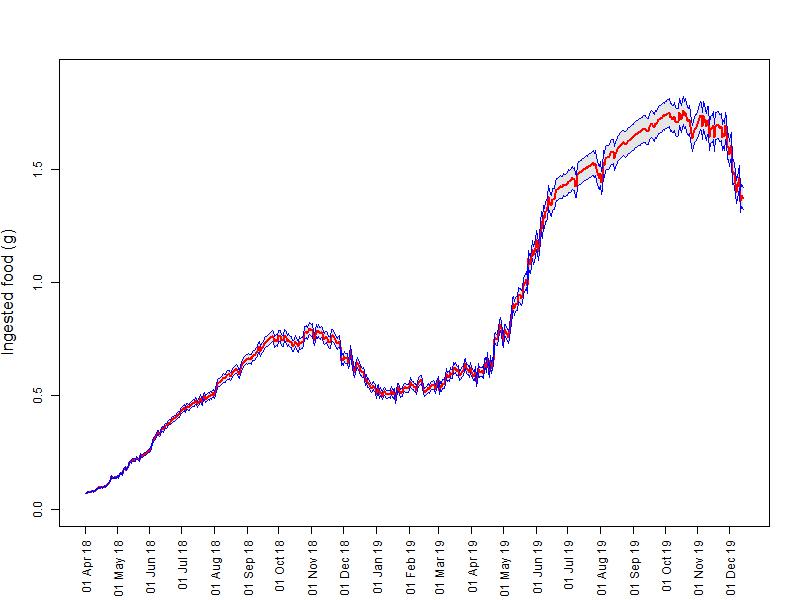 Ingested food (g)
1.5
1.0
0.5
0.0
01 Apr 18
01 May 18
01 Jun 18
01 Jul 18
01 Aug 18
01 Sep 18
01 Oct 18
01 Nov 18
01 Dec 18
01 Jan 19
01 Feb 19
01 Mar 19
01 Apr 19
01 May 19
01 Jun 19
01 Jul 19
01 Aug 19
01 Sep 19
01 Oct 19
01 Nov 19
01 Dec 19